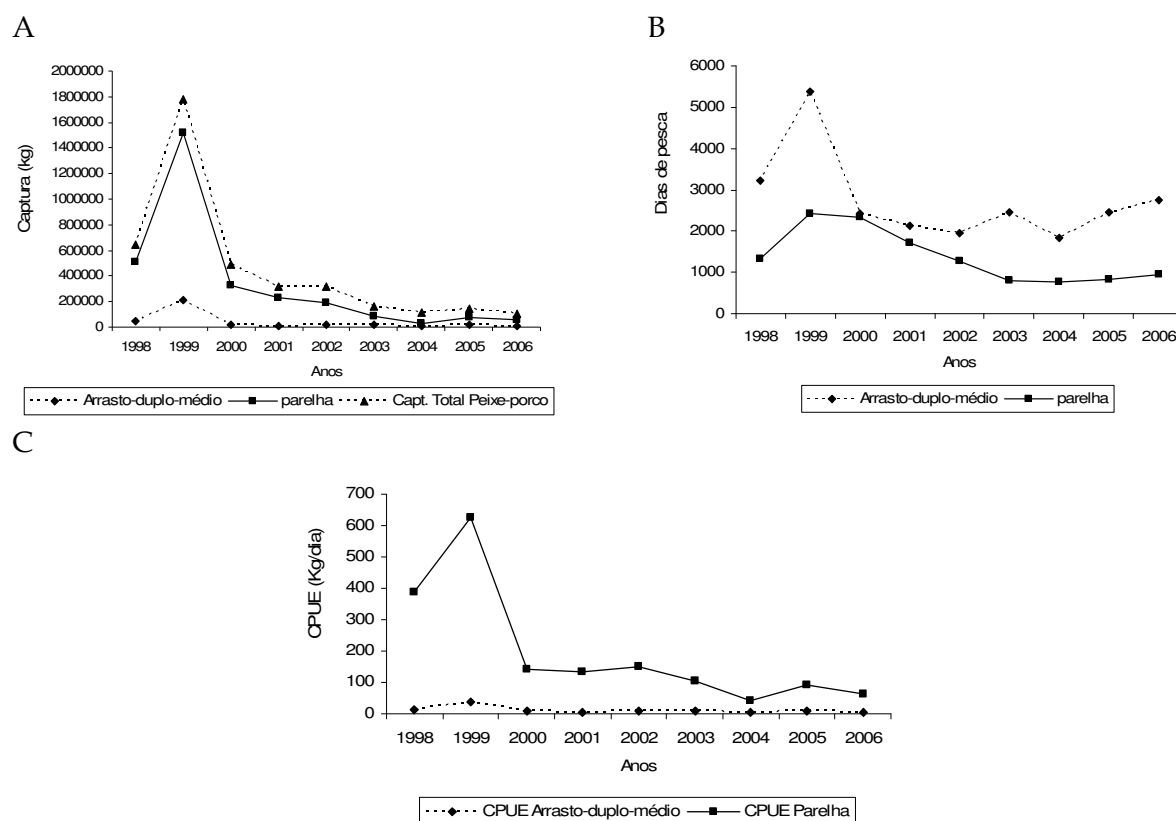 A
Captura (kg)
2000000
1800000
1600000
1400000
1200000
1000000
800000
600000
400000
200000
0
1998 1999 2000 2001 2002 2003 2004 2005 2006
Anos
Arrasto-duplo-médio parelha Capt. Total Peixe-porco
B
Dias de pesca
6000
5000
4000
3000
2000
1000
0
1998 1999 2000 2001 2002 2003 2004 2005 2006
Anos
Arrasto-duplo-médio parelha
C
CPUE (Kg/dia)
700
600
500
400
300
200
100
0
1998 1999 2000 2001 2002 2003 2004 2005 2006
Anos
CPUE Arrasto-duplo-médio CPUE Parelha